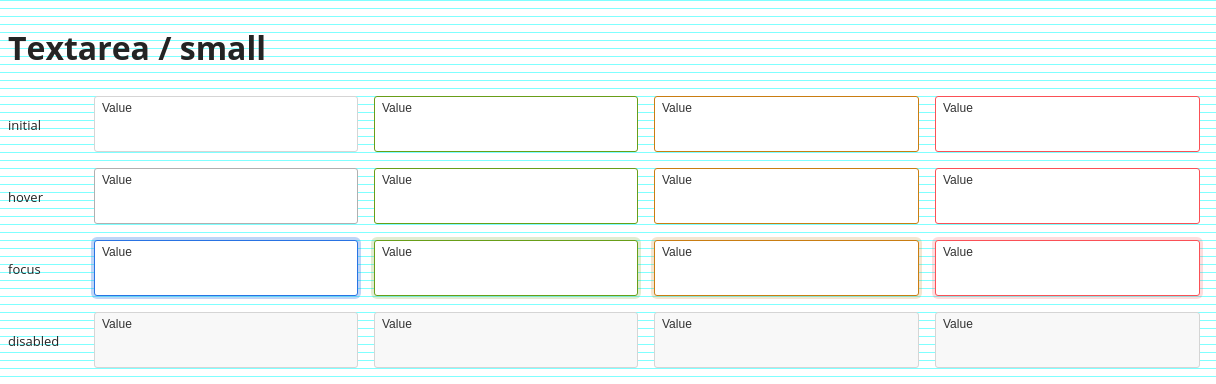 Textarea / small
initial Value Value Value Value
hover Value Value Value Value
focus Value Value Value Value
disabled Value Value Value Value